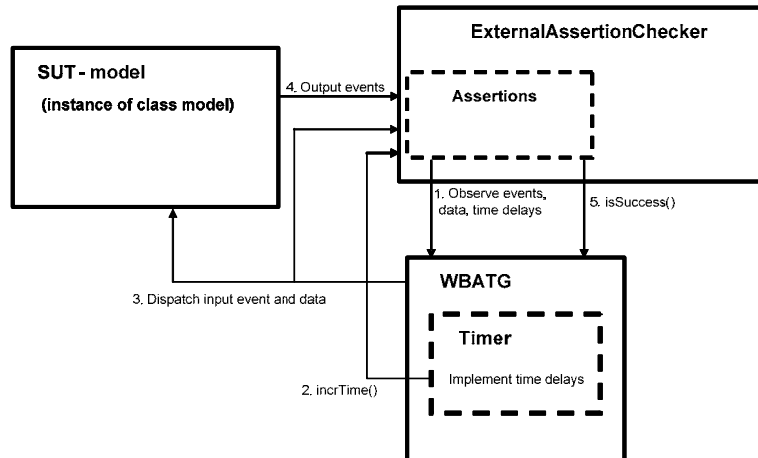 ExternalAssertionChecker
SUT - model
(instance of class model)
4. Output events
Assertions
1. Observe events,
data, time delays
5. isSuccess()
3. Dispatch input event and data
WBATG
Timer
Implement time delays
2. incrTime()